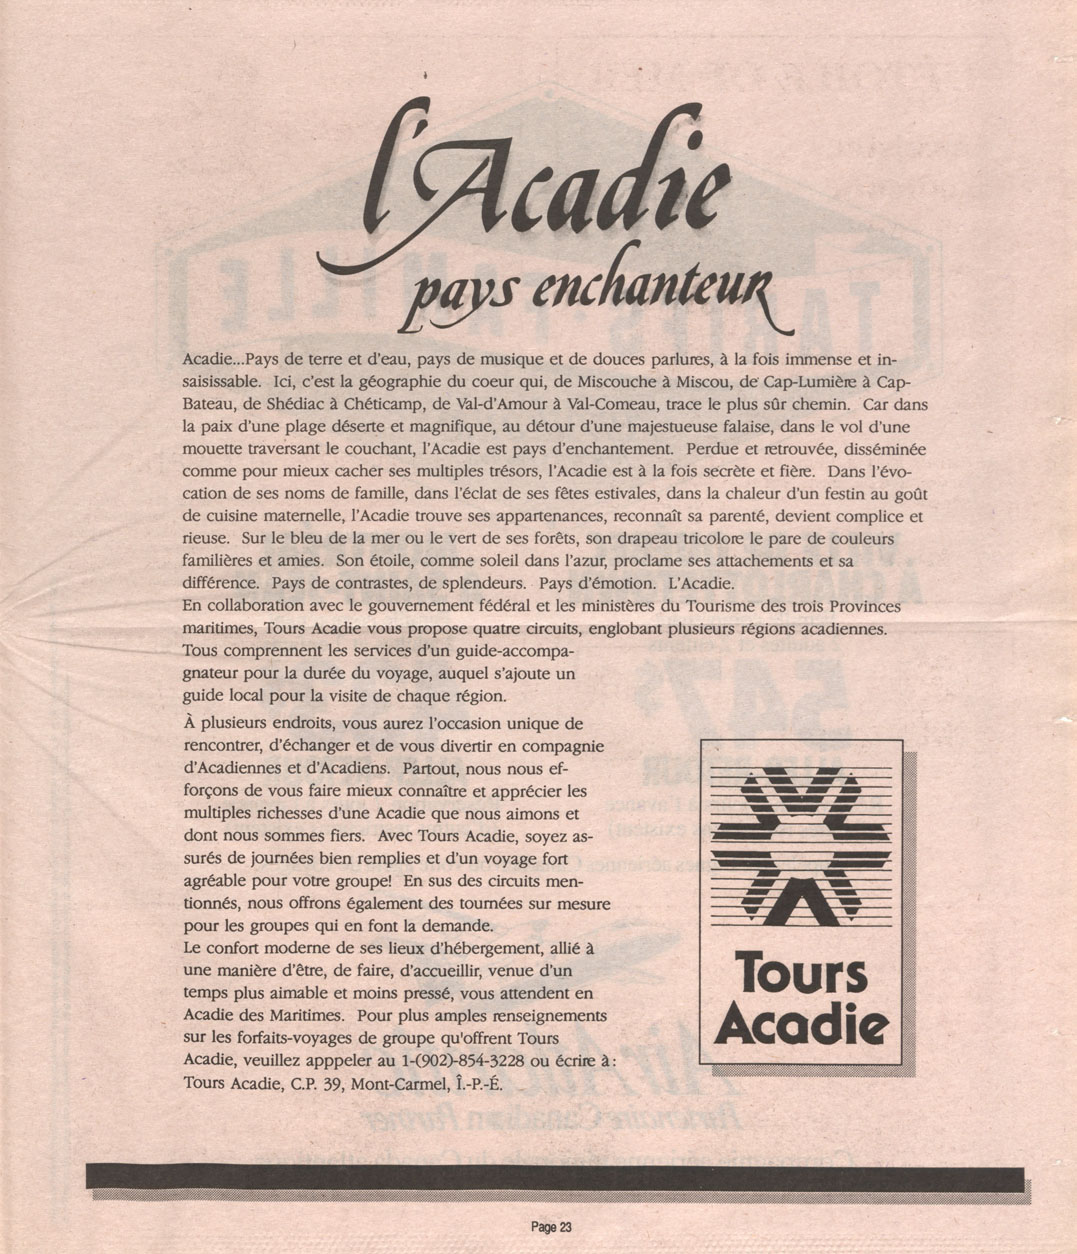 l'Acadie
pays enchanteur
Acadie...Pays de terre et d'eau, pays de musique et de douces parlures, à la fois immense et in-
saisissable. Ici, c'est la géographie du coeur qui, de Miscouche à Miscou, de Cap-Lumière à Cap-
Bateau, de Shédiac à Chéticamp, de Val-d'Amour à Val-Comeau, trace le plus sûr chemin. Car dans
la paix d'une plage déserte et magnifique, au détour d'une majestueuse falaise, dans le vol d'une
mouette traversant le couchant, l'Acadie est pays d'enchantement. Perdue et retrouvée, disséminée
comme pour mieux cacher ses multiples trésors, l'Acadie est à la fois secrète et fière. Dans l'évo-
cation de ses noms de famille, dans l'éclat de ses fêtes estivales, dans la chaleur d'un festin au goût
de cuisine maternelle, l'Acadie trouve ses appartenances, reconnaît sa parenté, devient complice et
rieuse. Sur le bleu de la mer ou le vert de ses forêts, son drapeau tricolore le pare de couleurs
familières et amies. Son étoile, comme soleil dans l'azur, proclame ses attachements et sa
différence. Pays de contrastes, de splendeurs. Pays d'émotion. L'Acadie.
En collaboration avec le gouvernement fédéral et les ministères du Tourisme des trois Provinces
maritimes, Tours Acadie vous propose quatre circuits, englobant plusieurs régions acadiennes.
Tous comprennent les services d'un guide-accompa-
gnateur pour la durée du voyage, auquel s'ajoute un
guide local pour la visite de chaque région.
À plusieurs endroits, vous aurez l'occasion unique de
rencontrer, d'échanger et de vous divertir en compagnie
d'Acadiennes et d'Acadiens. Partout, nous nous ef-
forçons de vous faire mieux connaître et apprécier les
multiples richesses d'une Acadie que nous aimons et
dont nous sommes fiers. Avec Tours Acadie, soyez as-
surés de journées bien remplies et d'un voyage fort
agréable pour votre groupe! En sus des circuits men-
tionnés, nous offrons également des tournées sur mesure
pour les groupes qui en font la demande.
Le confort moderne de ses lieux d'hébergement, allié à
une manière d'être, de faire, d'accueillir, venue d'un
temps plus aimable et moins pressé, vous attendent en
Acadie des Maritimes. Pour plus amples renseignements
sur les forfaits-voyages de groupe qu'offrent Tours
Acadie, veuillez apppeler au 1-(902)-854-3228 ou écrire à:
Tours Acadie, C.P. 39, Mont-Carmel, Î.-P.-É.
Tours
Acadie
Page 23